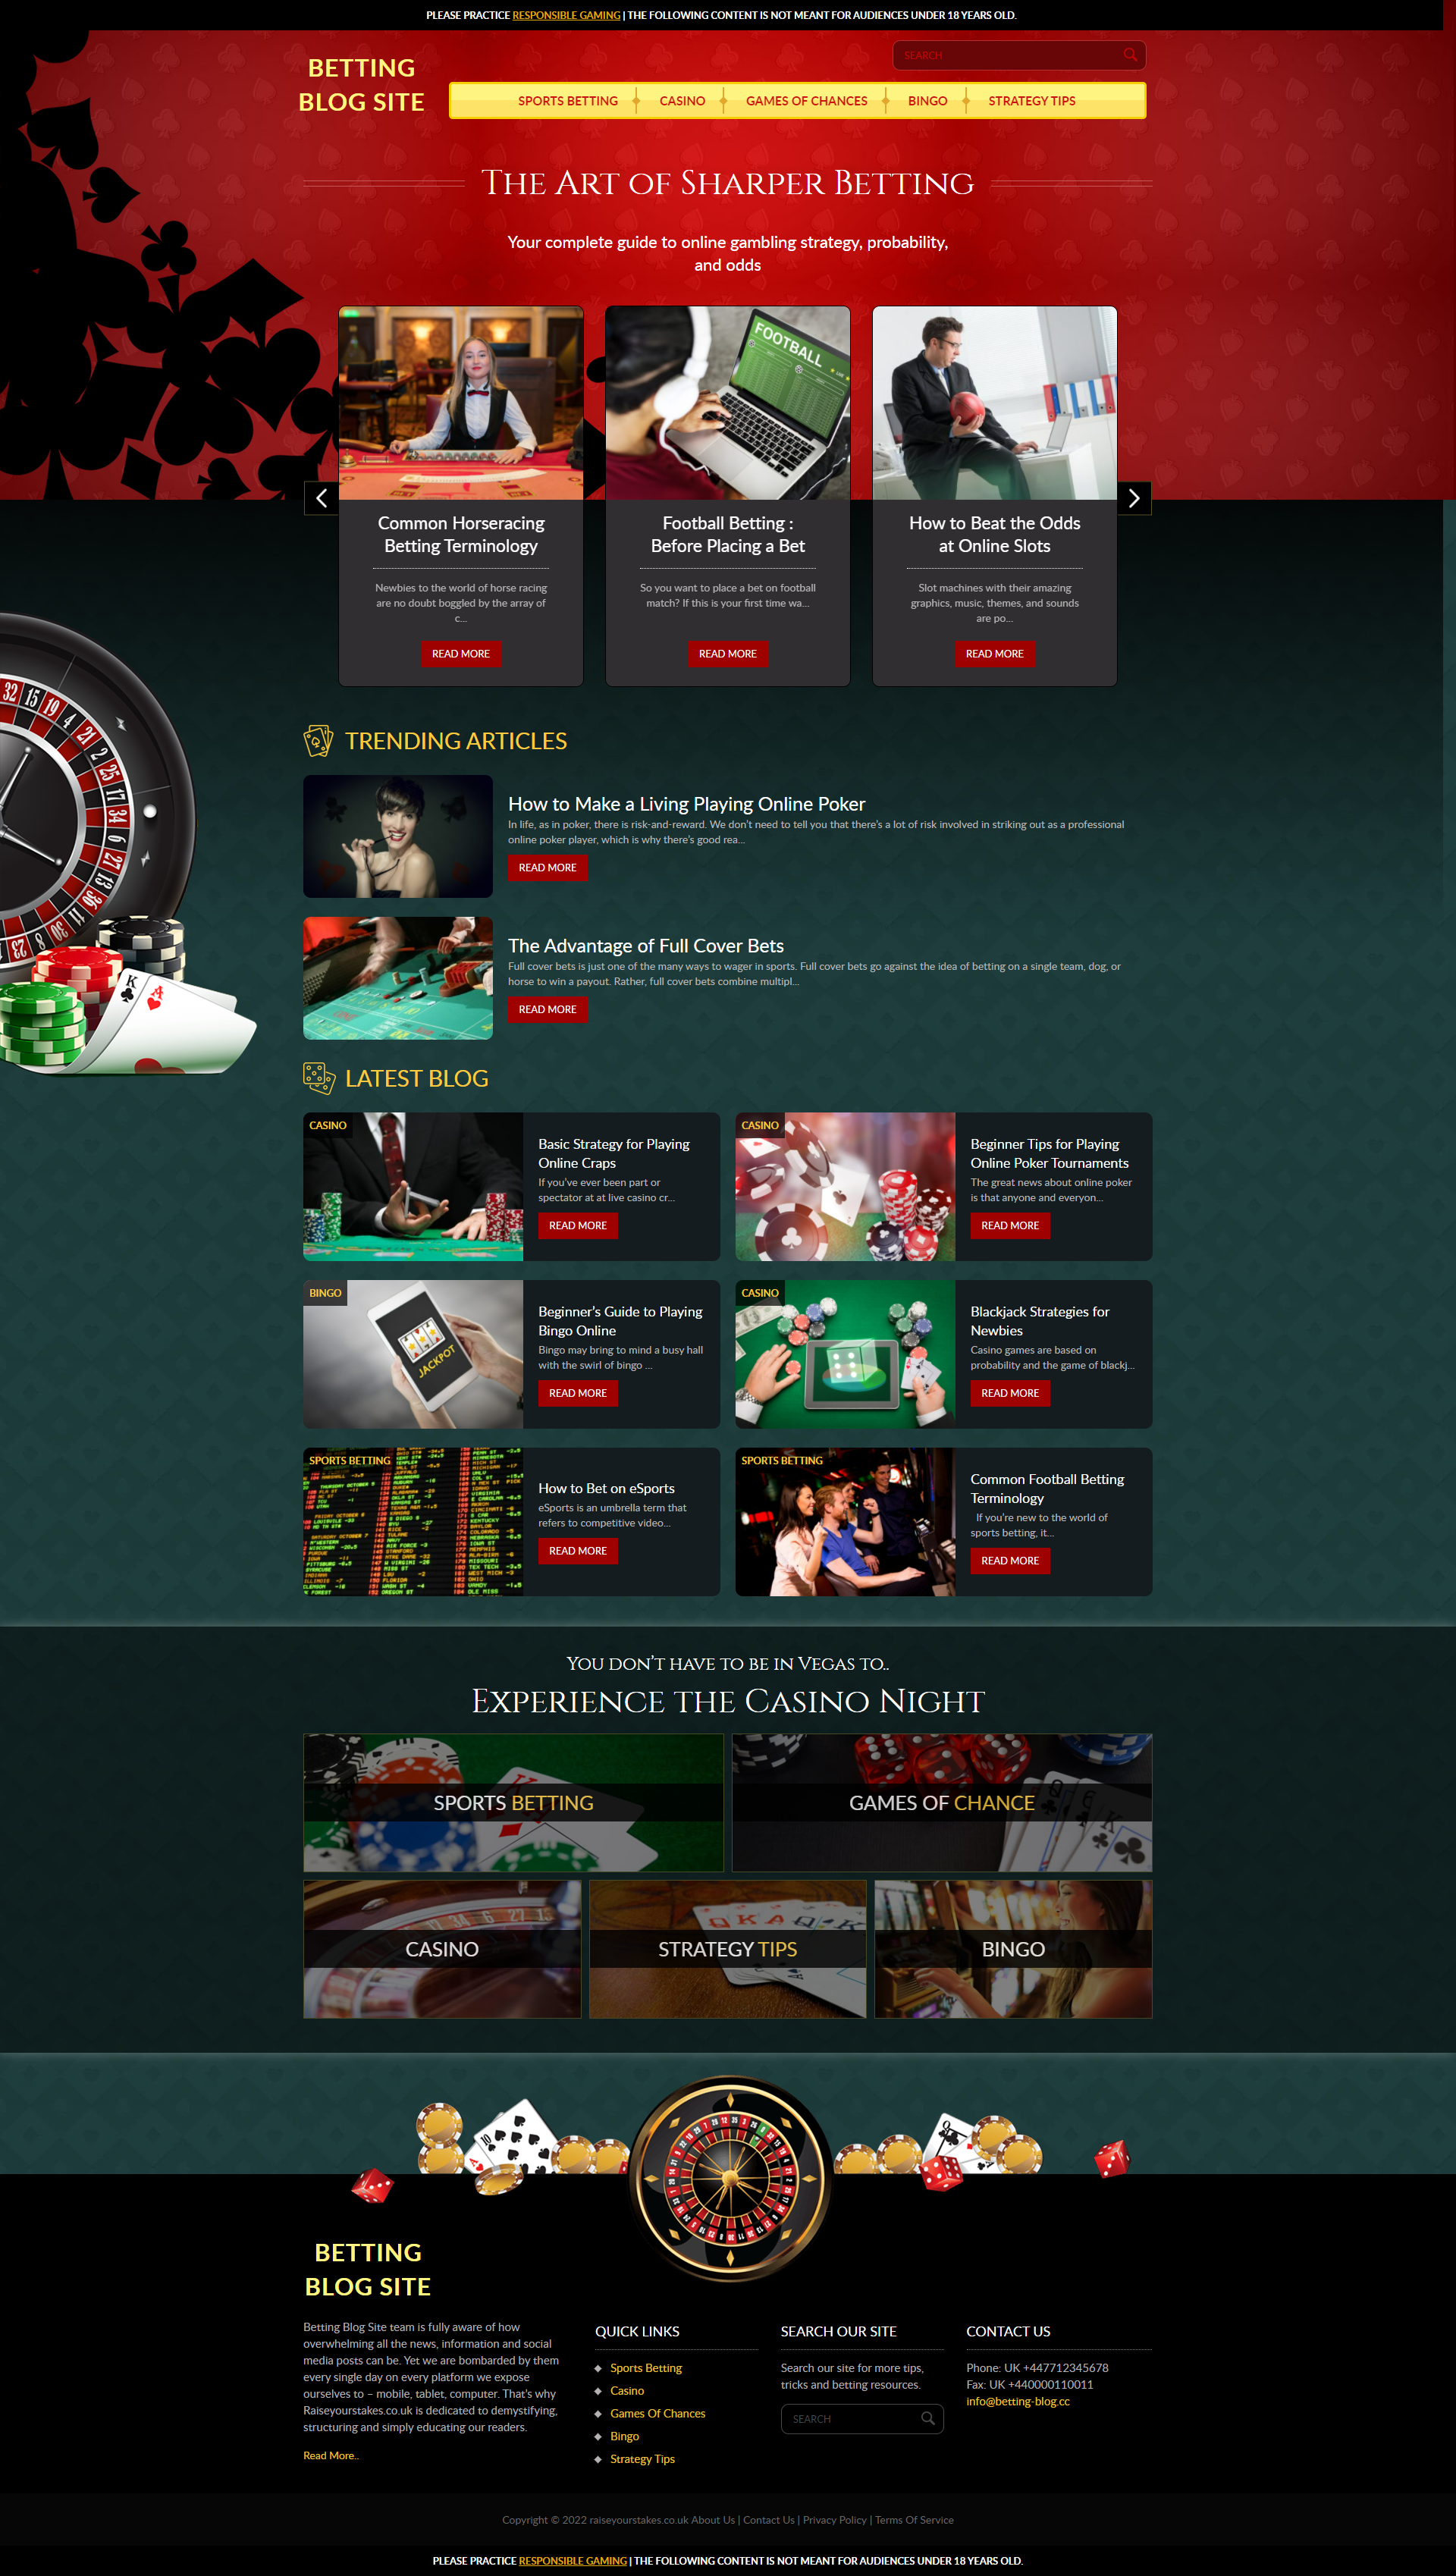 PLEASE PRACTICE RESPONSIBLE GAMING | THE FOLLOWING CONTENT IS NOT MEANT FOR AUDIENCES UNDER 18 YEARS OLD.
BETTING
BLOG SITE
SEARCH
SPORTS BETTING
CASINO
GAMES OF CHANCES
BINGO
STRATEGY TIPS
The Art of Sharper Betting
Your complete guide to online gambling strategy, probability,
and odds
FOOTBALL
Common Horseracing
Betting Terminology
Newbies to the world of horse racing
are no doubt boggled by the array of
c...
READ MORE
Football Betting :
Before Placing a Bet
So you want to place a bet on football
match? If this is your first time wa...
READ MORE
How to Beat the Odds
at Online Slots
Slot machines with their amazing
graphics, music, themes, and sounds
are po...
READ MORE
TRENDING ARTICLES
How to Make a Living Playing Online Poker
In life, as in poker, there is risk-and-reward. We don't need to tell you that there's a lot of risk involved in striking out as a professional
online poker player, which is why there's good rea...
READ MORE
The Advantage of Full Cover Bets
Full cover bets is just one of the many ways to wager in sports. Full cover bets go against the idea of betting on a single team, dog, or
horse to win a payout. Rather, full cover bets combine multipl...
READ MORE
LATEST BLOG
CASINO
Basic Strategy for Playing
Online Craps
If you've ever been part or
spectator at at live casino cr...
READ MORE
CASINO
Beginner Tips for Playing
Online Poker Tournaments
The great news about online poker
is that anyone and everyon...
READ MORE
BINGO
JACKPOT
Beginner's Guide to Playing
Bingo Online
Bingo may bring to mind a busy hall
with the swirl of bingo ...
READ MORE
CASINO
Blackjack Strategies for
Newbies
Casino games are based on
probability and the game of blackj...
READ MORE
SPORTS BETTING
How to Bet on eSports
eSports is an umbrella term that
refers to competitive video...
READ MORE
SPORTS BETTING
Common Football Betting
Terminology
If you're new to the world of
sports betting, it...
READ MORE
You don't have to be in Vegas to..
Experience the Casino Night
SPORTS BETTING
GAMES OF CHANCE
CASINO
STRATEGY TIPS
BINGO
BETTING
BLOG SITE
Betting Blog Site team is fully aware of how
overwhelming all the news, information and social
media posts can be. Yet we are bombarded by them
every single day on every platform we expose
ourselves to – mobile, tablet, computer. That's why
Raiseyourstakes.co.uk is dedicated to demystifying,
structuring and simply educating our readers.
Read More..
QUICK LINKS
Sports Betting
Casino
Games Of Chances
Bingo
Strategy Tips
SEARCH OUR SITE
Search our site for more tips,
tricks and betting resources.
SEARCH
CONTACT US
Phone: UK +447712345678
Fax: UK +440000110011
info@betting-blog.cc
Copyright © 2022 raiseyourstakes.co.uk About Us | Contact Us | Privacy Policy | Terms Of Service
PLEASE PRACTICE RESPONSIBLE GAMING | THE FOLLOWING CONTENT IS NOT MEANT FOR AUDIENCES UNDER 18 YEARS OLD.